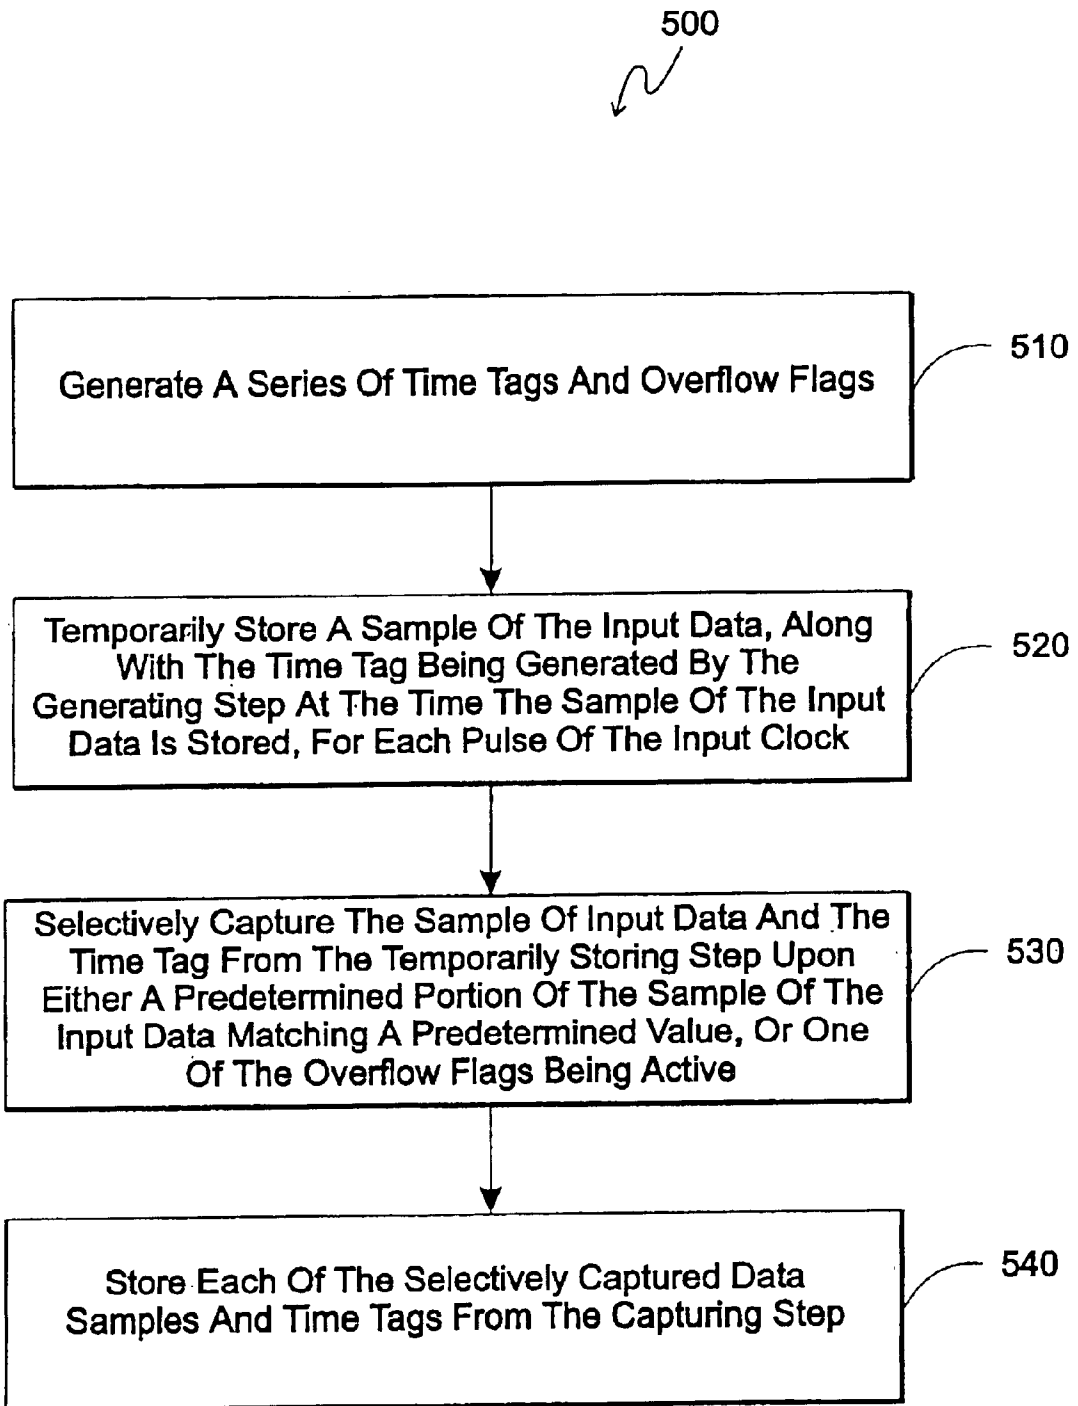 500
Generate A Series Of Time Tags And Overflow Flags
510
Temporarily Store A Sample Of The Input Data, Along
With The Time Tag Being Generated By The
Generating Step At The Time The Sample Of The Input
Data Is Stored, For Each Pulse Of The Input Clock
520
Selectively Capture The Sample Of Input Data And The
Time Tag From The Temporarily Storing Step Upon
Either A Predetermined Portion Of The Sample Of The
Input Data Matching A Predetermined Value, Or One
Of The Overflow Flags Being Active
530
Store Each Of The Selectively Captured Data
Samples And Time Tags From The Capturing Step
540